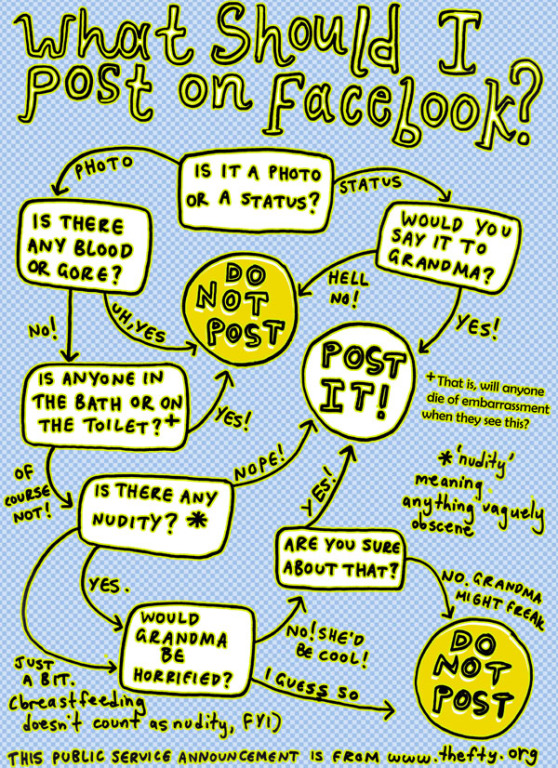 What Should I
Post on Facebook?
IS IT A PHOTO
OR A STATUS?
PHOTO
STATUS
IS THERE
ANY BLOOD
OR GORE?
WOULD YOU
SAY IT TO
GRANDMA?
DO
NOT
POST
HELL
NO!
YES!
NO!
UH, YES
POST
IT!
IS ANYONE IN
THE BATH OR ON
THE TOILET?+
YES!
+That is, will anyone
die of embarrassment
when they see this?
OF
COURSE
NOT!
NOPE!
YES!
* 'nudity'
meaning
anything vaguely
obscene
IS THERE ANY
NUDITY? *
ARE YOU SURE
ABOUT THAT?
YES.
NO. GRANDMA
MIGHT FREAK
WOULD
GRANDMA
BE
HORRIFIED?
NO! SHE'D
BE COOL!
I GUESS SO
DO
NOT
POST
JUST
A BIT.
(breastfeeding
doesn't count as nudity, FYI)
THIS PUBLIC SERVICE ANNOUNCEMENT IS FROM www.thefty.org